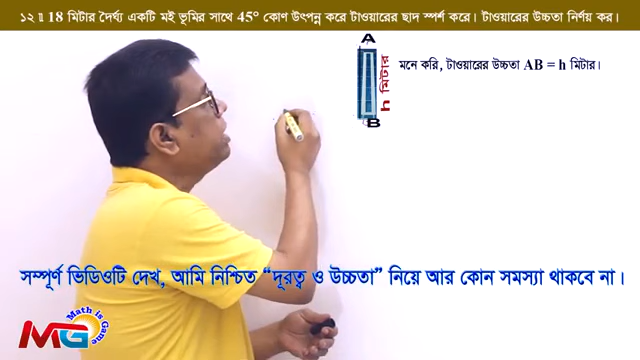 ১২॥ 18 মিটার দৈর্ঘ্য একটি মই ভূমির সাথে 45° কোণ উৎপন্ন করে টাওয়ারের ছাদ স্পর্শ করে। টাওয়ারের উচ্চতা নির্ণয় কর।
A
মনে করি, টাওয়ারের উচ্চতা AB = h মিটার।
h মিটার
B
সম্পূর্ণ ভিডিওটি দেখ, আমি নিশ্চিত “দূরত্ব ও উচ্চতা” নিয়ে আর কোন সমস্যা থাকবে না।
MG
Math is Game